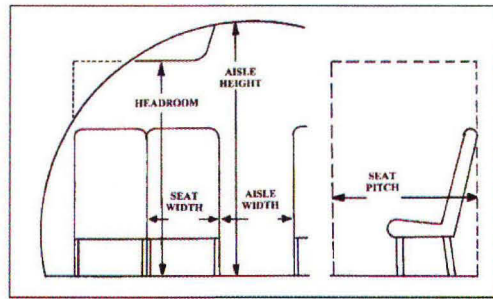 AISLE
HEIGHT
HEADROOM
SEAT
WIDTH
AISLE
WIDTH
SEAT
PITCH